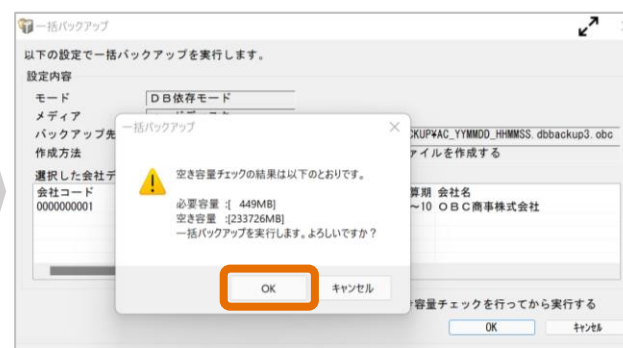 一括バックアップ
以下の設定で一括バックアップを実行します。
設定内容
モード
DB依存モード
メディア
バックアップ先
CKUP¥AC_YYMMDD_HHMMSS.dbbackup3.obc
作成方法
ァイルを作成する
選択した会社デ
会社コード
算期 会社名
0000000001
~10 OBC商事株式会社
一括バックアップ
空き容量チェックの結果は以下のとおりです。
必要容量 :[ 449MB]
空き容量 :[233726MB]
一括バックアップを実行します。よろしいですか?
OK
キャンセル
容量チェックを行ってから実行する
OK
キャンセル